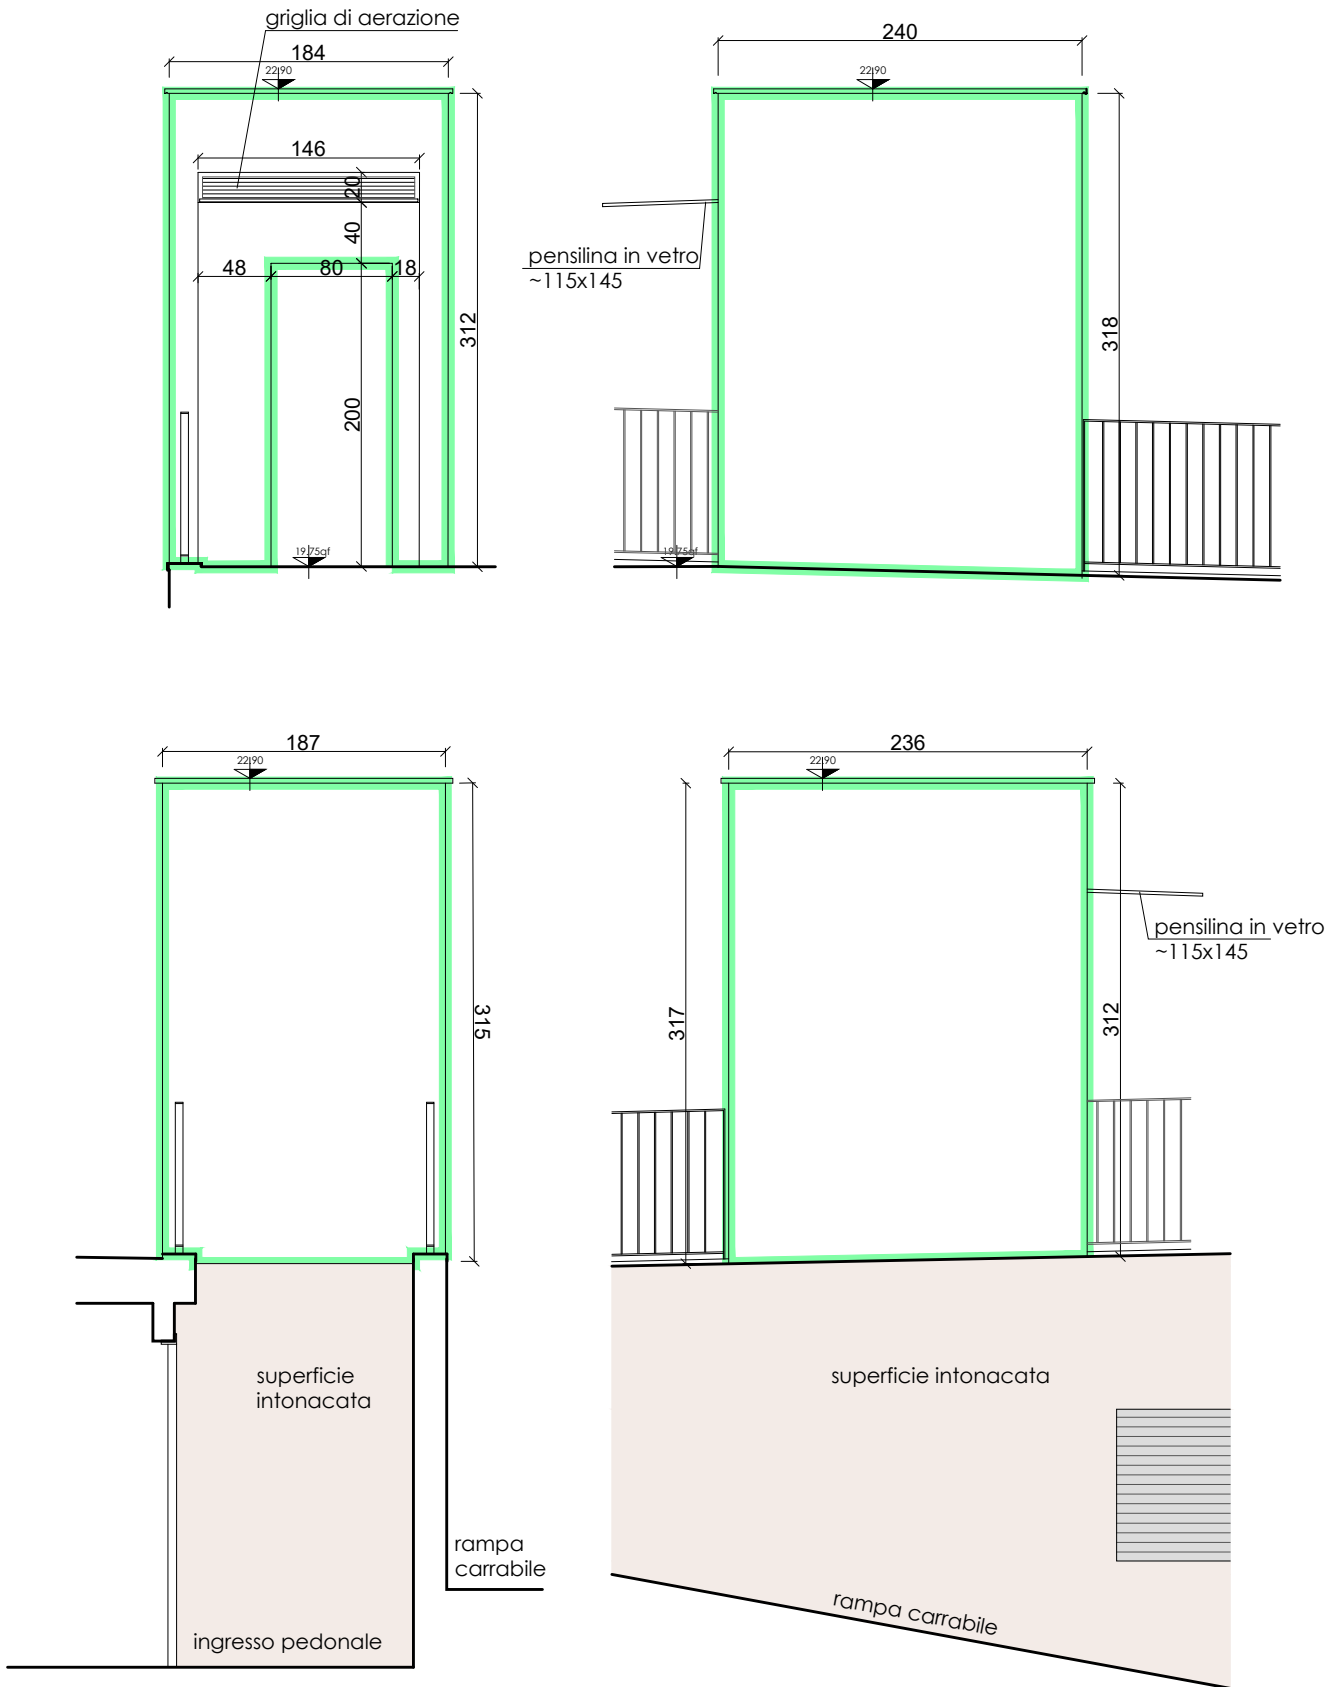 griglia di aerazione
184
22.90
146
20
40
48
80
18
312
200
19.75qf
240
22.90
pensilina in vetro
~115x145
318
19.75qf
187
22.90
315
superficie
intonacata
rampa
carrabile
ingresso pedonale
236
22.90
pensilina in vetro
~115x145
317
312
superficie intonacata
rampa carrabile